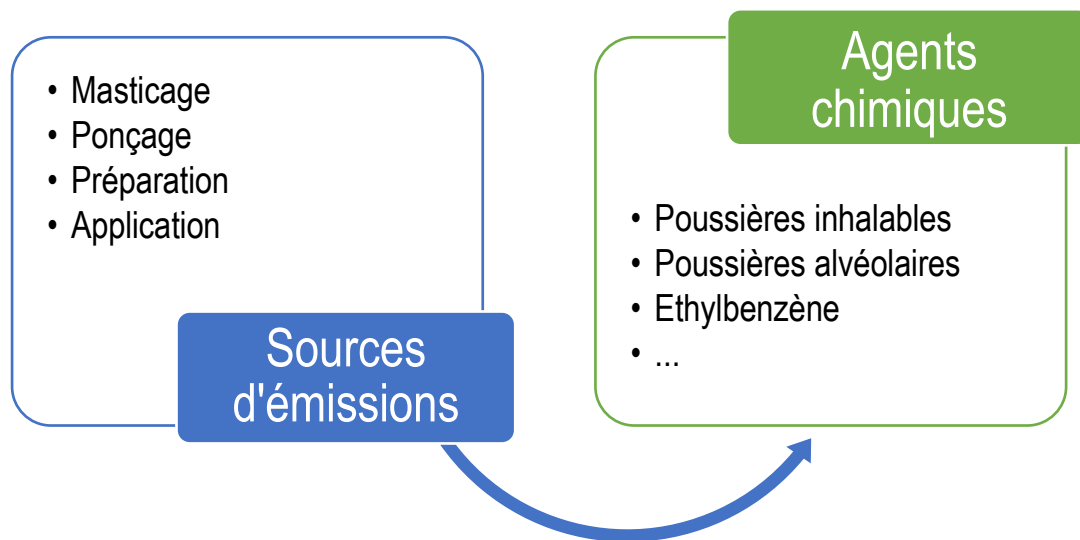 • Masticage
• Ponçage
• Préparation
• Application
Sources
d'émissions
Agents
chimiques
• Poussières inhalables
• Poussières alvéolaires
• Ethylbenzène
• ...